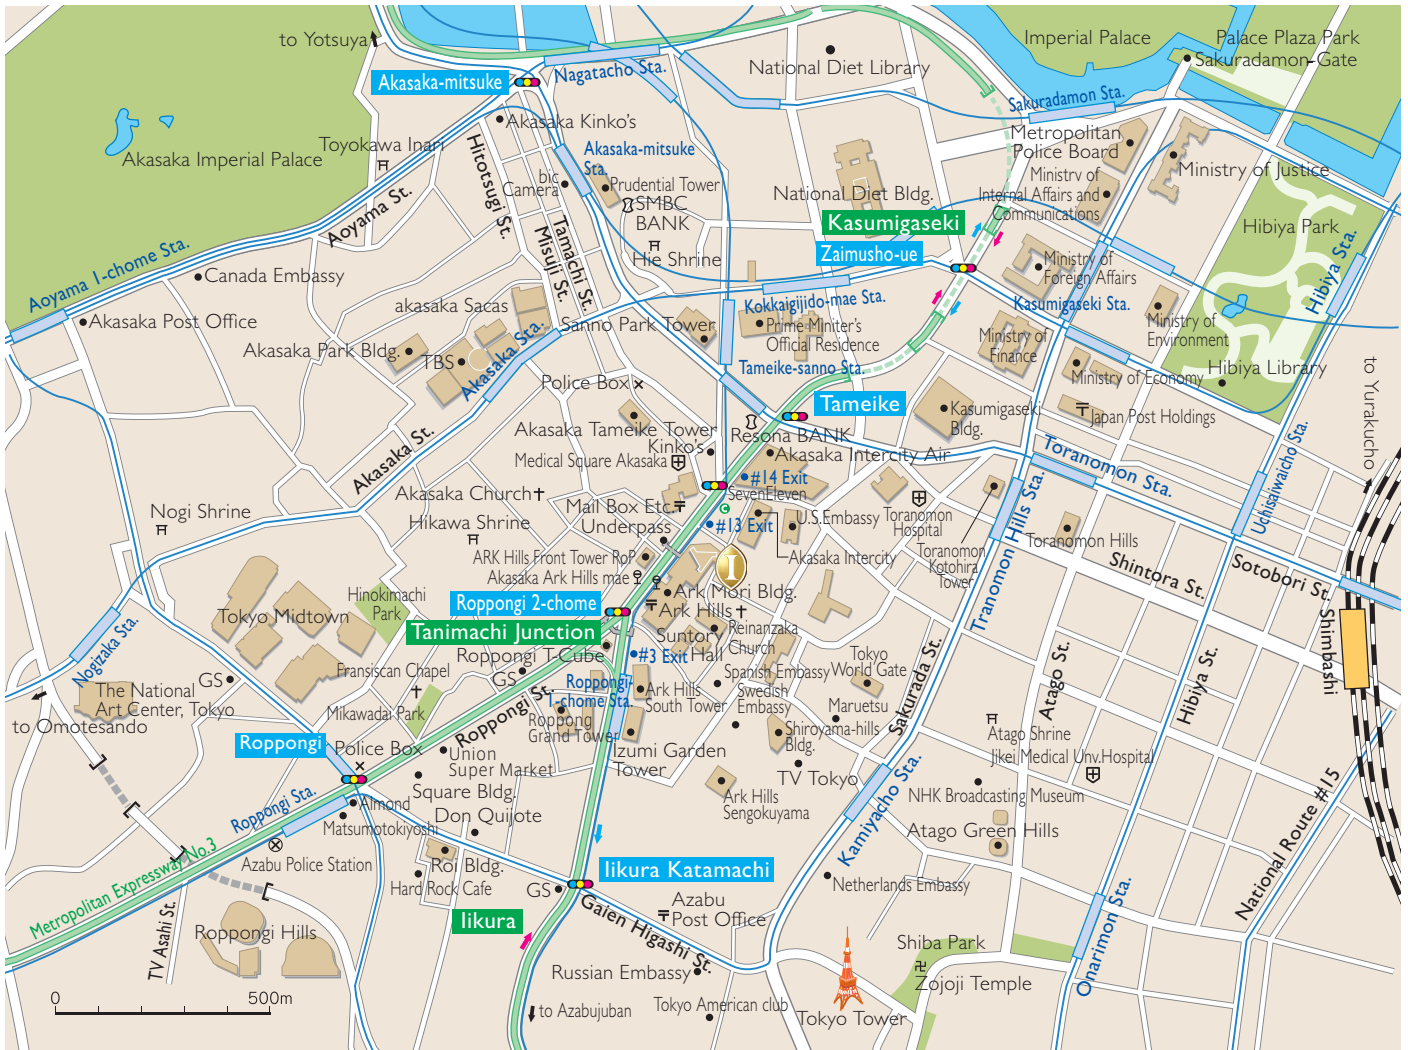 to Yotsuya
Imperial Palace
Palace Plaza Park
Sakuradamon-Gate
National Diet Library
Nagatacho Sta.
Akasaka-mitsuke
Sakuradamon Sta.
Akasaka Kinko's
Metropolitan
Police Board
Toyokawa Inari
Akasaka Imperial Palace
Hitotsugi St.
Akasaka-mitsuke
Sta.
bic
Camera
Prudential Tower
SMBC
BANK
National Diet Bldg.
Ministry of
Internal Affairs and
Communications
Ministry of Justice
Aoyama St.
Tamachi St.
Misuji St.
Hie Shrine
Kasumigaseki
Zaimusho-ue
Hibiya Park
Hibiya Sta.
Aoyama 1-chome Sta.
Canada Embassy
Ministry of
Foreign Affairs
akasaka Sacas
Kokkaigijido-mae Sta.
Kasumigaseki Sta.
Akasaka Post Office
Sanno Park Tower
Prime Miniter's
Official Residence
Ministry of
Finance
Ministry of
Environment
Akasaka Park Bldg.
TBS
Akasaka Sta.
Tameike-sanno Sta.
Ministry of Economy
Hibiya Library
to Yurakucho
Police Box
Tameike
Kasumigaseki
Bldg.
Japan Post Holdings
Akasaka Tameike Tower
Kinko's
Resona BANK
Akasaka St.
Medical Square Akasaka
Akasaka Intercity Air
Toranomon Sta.
Uchisaiwaicho Sta.
#14 Exit
SevenEleven
Akasaka Church
Mail Box Etc.
Underpass
#13 Exit
U.S.Embassy
Toranomon
Hospital
Toranomon Hills Sta.
Nogi Shrine
Hikawa Shrine
Toranomon Hills
Akasaka Intercity
Toranomon
Kotohira
Tower
ARK Hills Front Tower RoP
Akasaka Ark Hills mae
I
Shintora St.
Sotobori St.
Hinokimachi
Park
Roppongi 2-chome
Ark Mori Bldg.
Ark Hills
Tokyo Midtown
Tanimachi Junction
Suntory
Hall
Reinanzaka
Church
Shimbashi
Nogizaka Sta.
Roppongi T-Cube
#3 Exit
Tokyo
World Gate
Sakurada St.
Atago St.
Hibiya St.
Fransiscan Chapel
GS
GS
Spanish Embassy
The National
Art Center, Tokyo
Roppongi-
1-chome Sta.
Ark Hills
South Tower
Swedish
Embassy
Maruetsu
to Omotesando
Mikawadai Park
Roppongi St.
Roppong
Grand Tower
Shiroyama-hills
Bldg.
Atago Shrine
Jikei Medical Unv.Hospital
Roppongi
Police Box
Union
Super Market
Izumi Garden
Tower
TV Tokyo
Square Bldg.
Ark Hills
Sengokuyama
NHK Broadcasting Museum
National Route #15
Roppongi Sta.
Almond
Matsumotokiyoshi
Don Quijote
Kamiyacho Sta.
Atago Green Hills
Metropolitan Expressway No.3
Azabu Police Station
Roi Bldg.
Hard Rock Cafe
GS
Iikura Katamachi
Netherlands Embassy
Onarimon Sta.
Iikura
Azabu
Post Office
TV Asahi St.
Roppongi Hills
Gaien Higashi St.
Shiba Park
Russian Embassy
Zojoji Temple
0
500m
to Azabujuban
Tokyo American club
Tokyo Tower